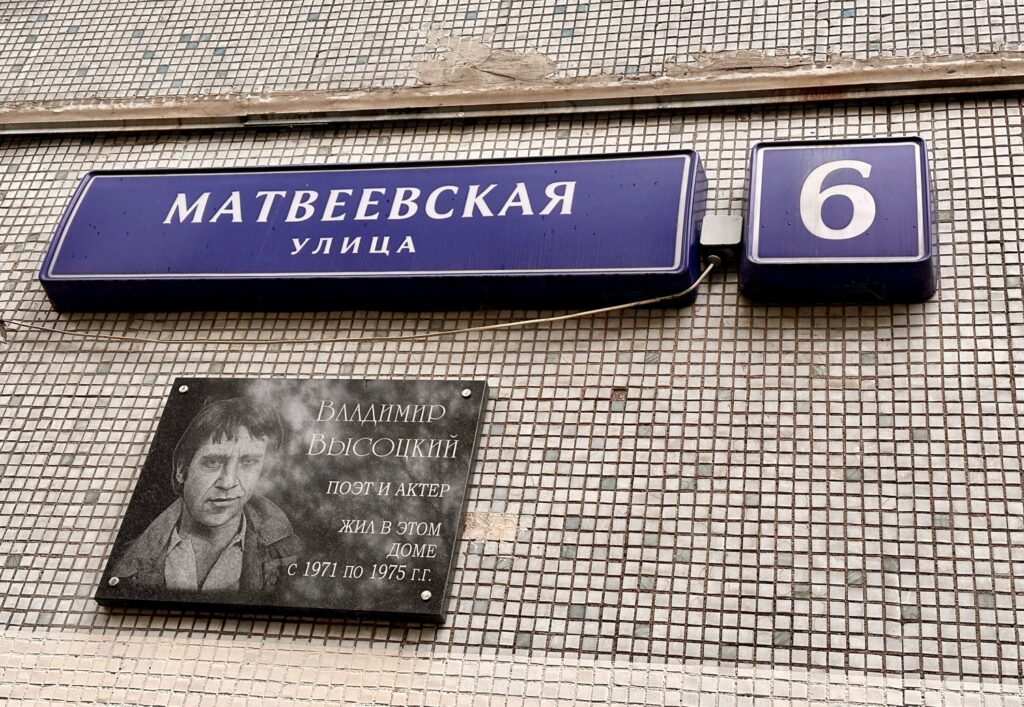 МАТВЕЕВСКАЯ
УЛИЦА
6
ВЛАДИМИР
ВЫСОЦКИЙ
ПОЭТ И АКТЕР
ЖИЛ В ЭТОМ
ДОМЕ
С 1971 ПО 1975 Г.Г.